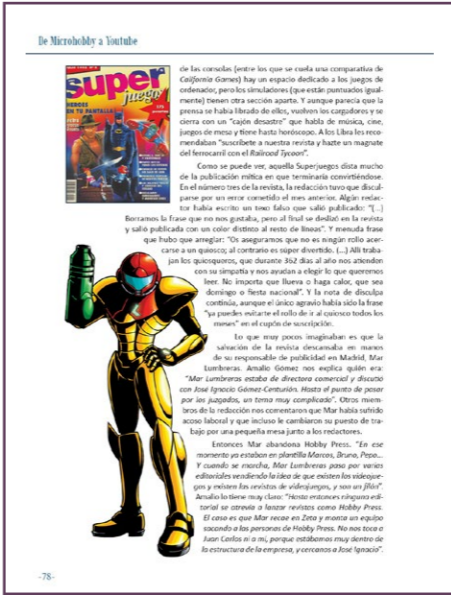 De Microhobby a Youtube
super
juegos
HEROES
EN TU PANTALLA
de las consolas (entre los que se cuela una comparativa de
California Games) hay un espacio dedicado a los juegos de
ordenador, pero los simuladores (que están puntuados igual-
mente) tienen otra sección aparte. Y aunque parecía que la
prensa se había librado de ellos, vuelven los cargadores y se
cierra con un "cajón desastre" que habla de música, cine,
juegos de mesa y tiene hasta horóscopo. A los Libra les reco-
mendaban "suscríbete a nuestra revista y hazte un magnate
del ferrocarril con el Railroad Tycoon".
Como se puede ver, aquella Superjuegos dista mucho
de la publicación mítica en que terminaría convirtiéndose.
En el número tres de la revista, la redacción tuvo que discul-
parse por un error cometido el mes anterior. Algún redac-
tor había escrito un texto falso que salió publicado: "(...)
Borramos la frase que no nos gustaba, pero al final se deslizó en la revista
y salió publicada con un color distinto al resto de líneas". Y menuda frase
que hubo que arreglar: "Os aseguramos que no es ningún rollo acer-
carse a un quiosco; al contrario es súper divertido. (...) Allí traba-
jan los quiosqueros, que durante 362 días al año nos atienden
con su simpatía y nos ayudan a elegir lo que queremos
leer. No importa que llueva o haga calor, que sea
domingo o fiesta nacional". Y la nota de disculpa
continúa, aunque el único agravio había sido la frase
"ya puedes evitarte el rollo de ir al quiosco todos los
meses" en el cupón de suscripción.
Lo que muy pocos imaginaban es que la
salvación de la revista descansaba en manos
de su responsable de publicidad en Madrid, Mar
Lumbreras. Amalio Gómez nos explica quién era:
"Mar Lumbreras estaba de directora comercial y discutió
con José Ignacio Gómez-Centurión. Hasta el punto de pasar
por los juzgados, un tema muy complicado". Otros miem-
bros de la redacción nos comentaron que Mar había sufrido
acoso laboral y que incluso le cambiaron su puesto de tra-
bajo por una pequeña mesa junto a los redactores.
Entonces Mar abandona Hobby Press. "En ese
momento ya estaban en plantilla Marcos, Bruno, Pepo...
Y cuando se marcha, Mar Lumbreras pasa por varias
editoriales vendiendo la idea de que existen los videojue-
gos y existen las revistas de videojuegos, y son un filón".
Amalio lo tiene muy claro: "Hasta entonces ninguna edi-
torial se atrevía a lanzar revistas como Hobby Press.
El caso es que Mar recae en Zeta y monta un equipo
sacando a las personas de Hobby Press. No nos toca a
Juan Carlos ni a mí, porque estábamos muy dentro de
la estructura de la empresa, y cercanos a José Ignacio".
-78-